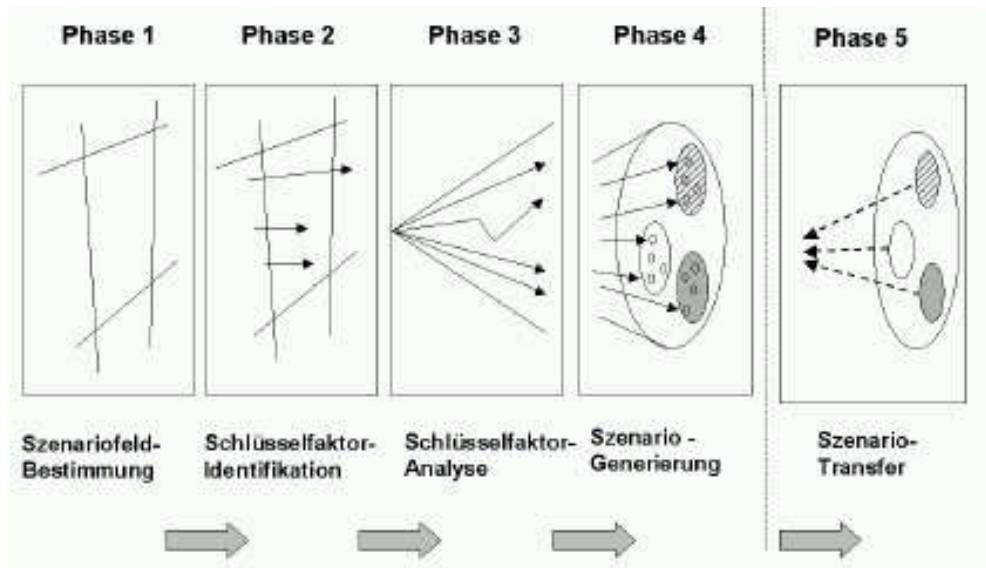 Phase 1
Phase 2
Phase 3
Phase 4
Phase 5
Szenariofeld-
Bestimmung
Schlüsselfaktor-
Identifikation
Schlüsselfaktor-
Analyse
Szenario -
Generierung
Szenario-
Transfer